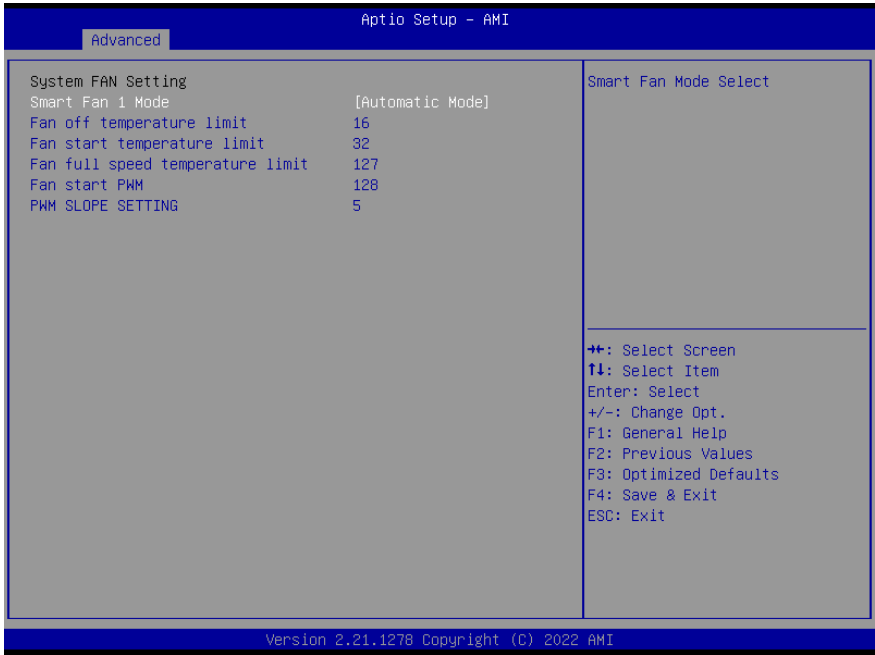 Aptio Setup – AMI
Advanced
System FAN Setting
Smart Fan 1 Mode [Automatic Mode]
Fan off temperature limit 16
Fan start temperature limit 32
Fan full speed temperature limit 127
Fan start PWM 128
PWM SLOPE SETTING 5
Smart Fan Mode Select
→←: Select Screen
↑↓: Select Item
Enter: Select
+/-: Change Opt.
F1: General Help
F2: Previous Values
F3: Optimized Defaults
F4: Save & Exit
ESC: Exit
Version 2.21.1278 Copyright (C) 2022 AMI